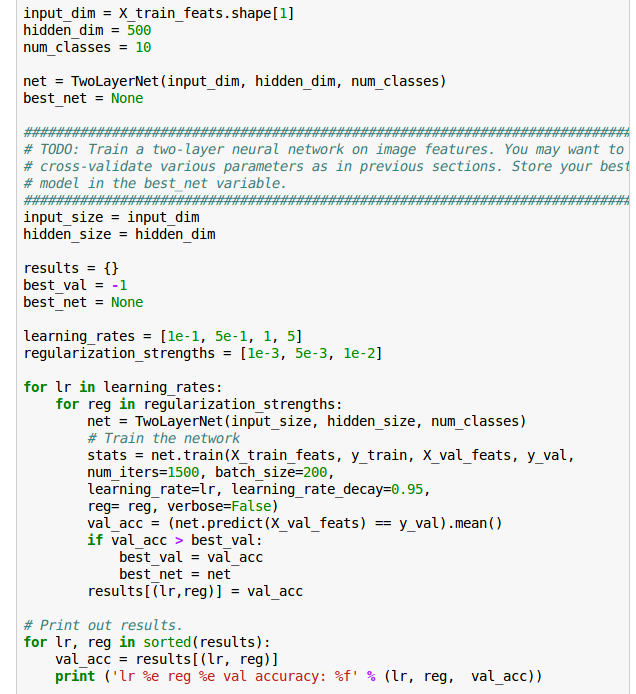 input_dim = X_train_feats.shape[1]
hidden_dim = 500
num_classes = 10

net = TwoLayerNet(input_dim, hidden_dim, num_classes)
best_net = None

################################################################################
# TODO: Train a two-layer neural network on image features. You may want to
# cross-validate various parameters as in previous sections. Store your best
# model in the best_net variable.
################################################################################
input_size = input_dim
hidden_size = hidden_dim

results = {}
best_val = -1
best_net = None

learning_rates = [1e-1, 5e-1, 1, 5]
regularization_strengths = [1e-3, 5e-3, 1e-2]

for lr in learning_rates:
    for reg in regularization_strengths:
        net = TwoLayerNet(input_size, hidden_size, num_classes)
        # Train the network
        stats = net.train(X_train_feats, y_train, X_val_feats, y_val,
        num_iters=1500, batch_size=200,
        learning_rate=lr, learning_rate_decay=0.95,
        reg= reg, verbose=False)
        val_acc = (net.predict(X_val_feats) == y_val).mean()
        if val_acc > best_val:
            best_val = val_acc
            best_net = net
        results[(lr,reg)] = val_acc

# Print out results.
for lr, reg in sorted(results):
    val_acc = results[(lr, reg)]
    print ('lr %e reg %e val accuracy: %f' % (lr, reg,  val_acc))